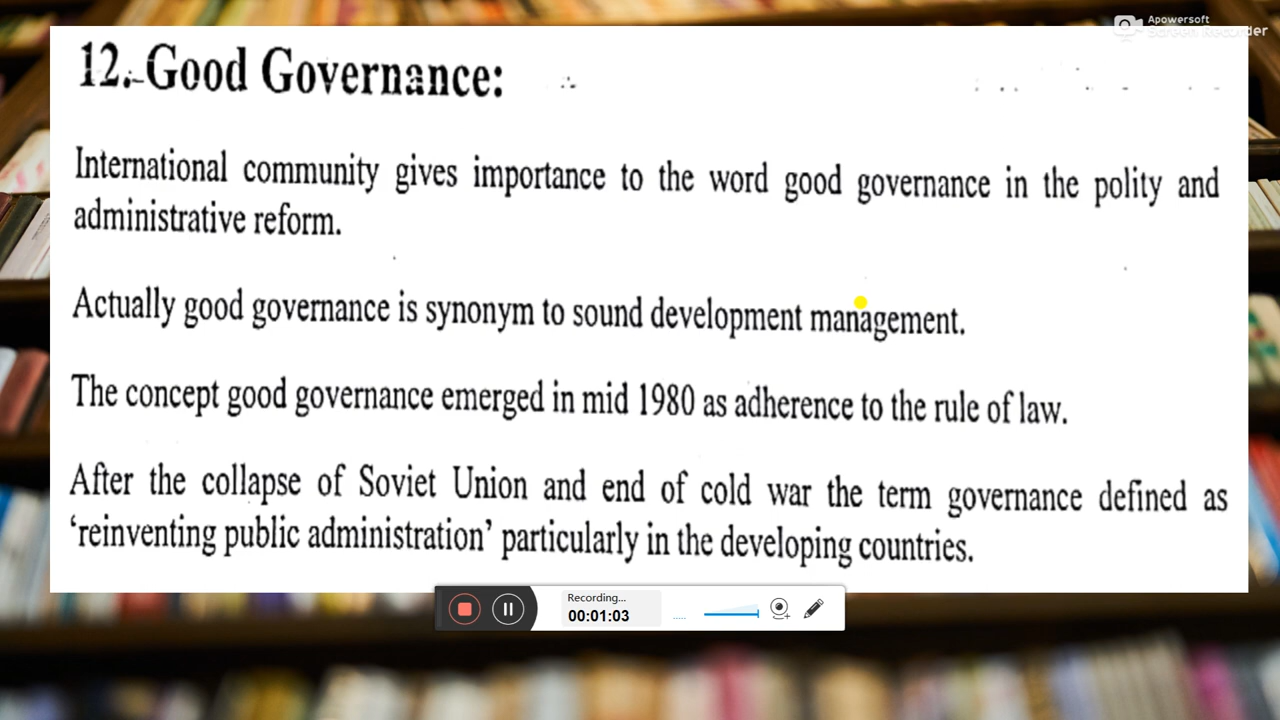 Apowersoft
Screen Recorder
12. Good Governance:
International community gives importance to the word good governance in the polity and
administrative reform.
Actually good governance is synonym to sound development management.
The concept good governance emerged in mid 1980 as adherence to the rule of law.
After the collapse of Soviet Union and end of cold war the term governance defined as
‘reinventing public administration’ particularly in the developing countries.
Recording...
00:01:03